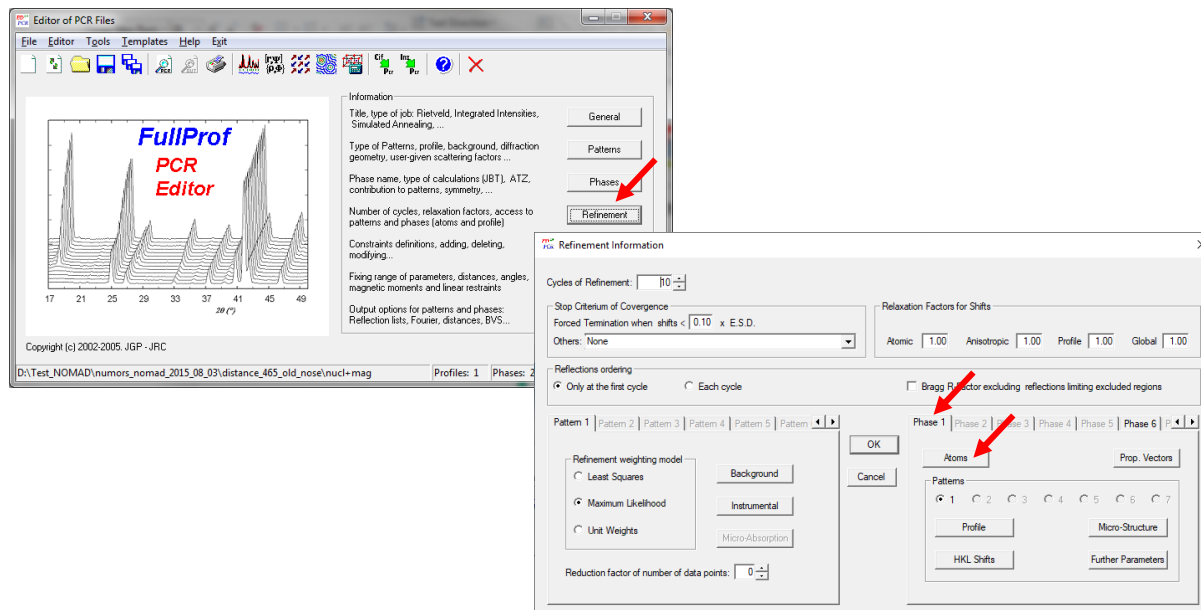 Editor of PCR Files
File Editor Tools Templates Help Exit
FullProf
PCR
Editor
17 21 25 29 33 37 41 45 49
2θ (°)
Copyright (c) 2002-2005. JGP - JRC
Information
Title, type of job: Rietveld, Integrated Intensities,
Simulated Annealing, ...
General
Type of Patterns, profile, background, diffraction
geometry, user-given scattering factors ...
Patterns
Phase name, type of calculations (JBT), ATZ,
contribution to patterns, symmetry, ...
Phases
Number of cycles, relaxation factors, access to
patterns and phases (atoms and profile)
Refinement
Constraints definitions, adding, deleting,
modifying...
Fixing range of parameters, distances, angles,
magnetic moments and linear restraints
Output options for patterns and phases:
Reflection lists, Fourier, distances, BVS...
D:\Test_NOMAD\numors_nomad_2015_08_03\distance_465_old_nose\nucl+mag Profiles: 1 Phases: 2
Refinement Information
Cycles of Refinement: 10
Stop Criterium of Covergence
Forced Termination when shifts < 0.10 x E.S.D.
Others: None
Relaxation Factors for Shifts
Atomic 1.00 Anisotropic 1.00 Profile 1.00 Global 1.00
Reflections ordering
Only at the first cycle Each cycle
Bragg R-Factor excluding reflections limiting excluded regions
Pattern 1 Pattern 2 Pattern 3 Pattern 4 Pattern 5 Pattern
Refinement weighting model
Least Squares
Maximum Likelihood
Unit Weights
Background
Instrumental
Micro-Absorption
Reduction factor of number of data points: 0
OK
Cancel
Phase 1 Phase 2 Phase 3 Phase 4 Phase 5 Phase 6 P
Atoms Prop. Vectors
Patterns
1 2 3 4 5 6 7
Profile Micro-Structure
HKL Shifts Further Parameters